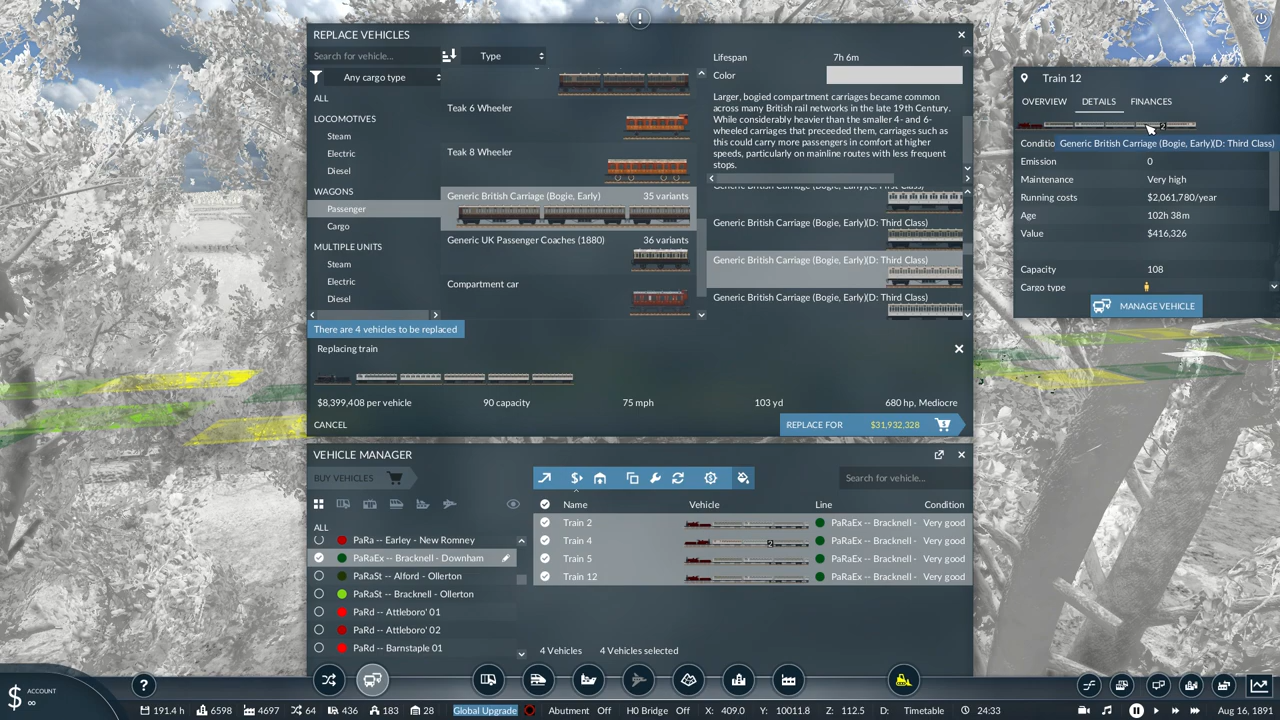 REPLACE VEHICLES
Search for vehicle...
Type
Any cargo type
ALL
LOCOMOTIVES
Steam
Electric
Diesel
WAGONS
Passenger
Cargo
MULTIPLE UNITS
Steam
Electric
Diesel
Teak 6 Wheeler
Teak 8 Wheeler
Generic British Carriage (Bogie, Early) 35 variants
Generic UK Passenger Coaches (1880) 36 variants
Compartment car
Lifespan 7h 6m
Color
Larger, bogied compartment carriages became common
across many British rail networks in the late 19th Century.
While considerably heavier than the smaller 4- and 6-
wheeled carriages that preceeded them, carriages such as
this could carry more passengers in comfort at higher
speeds, particularly on mainline routes with less frequent
stops.
Generic British Carriage (Bogie, Early)(C: First Class)
Generic British Carriage (Bogie, Early)(D: Third Class)
Generic British Carriage (Bogie, Early)(D: Third Class)
Generic British Carriage (Bogie, Early)(D: Third Class)
There are 4 vehicles to be replaced
Replacing train
$8,399,408 per vehicle 90 capacity 75 mph 103 yd 680 hp, Mediocre
CANCEL
REPLACE FOR $31,932,328
Train 12
OVERVIEW DETAILS FINANCES
2
Conditio
Generic British Carriage (Bogie, Early)(D: Third Class)
Emission 0
Maintenance Very high
Running costs $2,061,780/year
Age 102h 38m
Value $416,326
Capacity 108
Cargo type
MANAGE VEHICLE
VEHICLE MANAGER
BUY VEHICLES
Search for vehicle...
ALL
PaRa -- Earley - New Romney
PaRaEx -- Bracknell - Downham
PaRaSt -- Alford - Ollerton
PaRaSt -- Bracknell - Ollerton
PaRd -- Attleboro' 01
PaRd -- Attleboro' 02
PaRd -- Barnstaple 01
Name Vehicle Line Condition
Train 2 PaRaEx -- Bracknell - Very good
Train 4 2 PaRaEx -- Bracknell - Very good
Train 5 PaRaEx -- Bracknell - Very good
Train 12 PaRaEx -- Bracknell - Very good
4 Vehicles 4 Vehicles selected
$ ACCOUNT
∞
?
191.4 h 6598 4697 64 436 183 28 Global Upgrade Abutment Off H0 Bridge Off X: 409.0 Y: 10011.8 Z: 112.5 D: Timetable 24:33 Aug 16, 1891